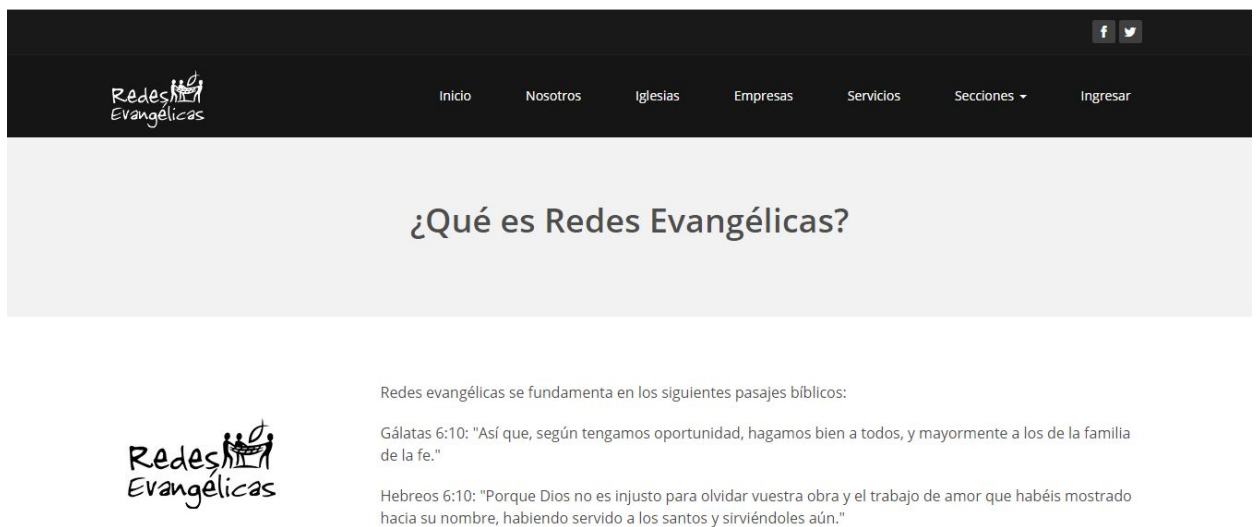 Redes
Evangélicas
Inicio Nosotros Iglesias Empresas Servicios Secciones Ingresar
¿Qué es Redes Evangélicas?
Redes evangélicas se fundamenta en los siguientes pasajes bíblicos:
Redes
Evangélicas
Gálatas 6:10: "Así que, según tengamos oportunidad, hagamos bien a todos, y mayormente a los de la familia
de la fe."
Hebreos 6:10: "Porque Dios no es injusto para olvidar vuestra obra y el trabajo de amor que habéis mostrado
hacia su nombre, habiendo servido a los santos y sirviéndoles aún."